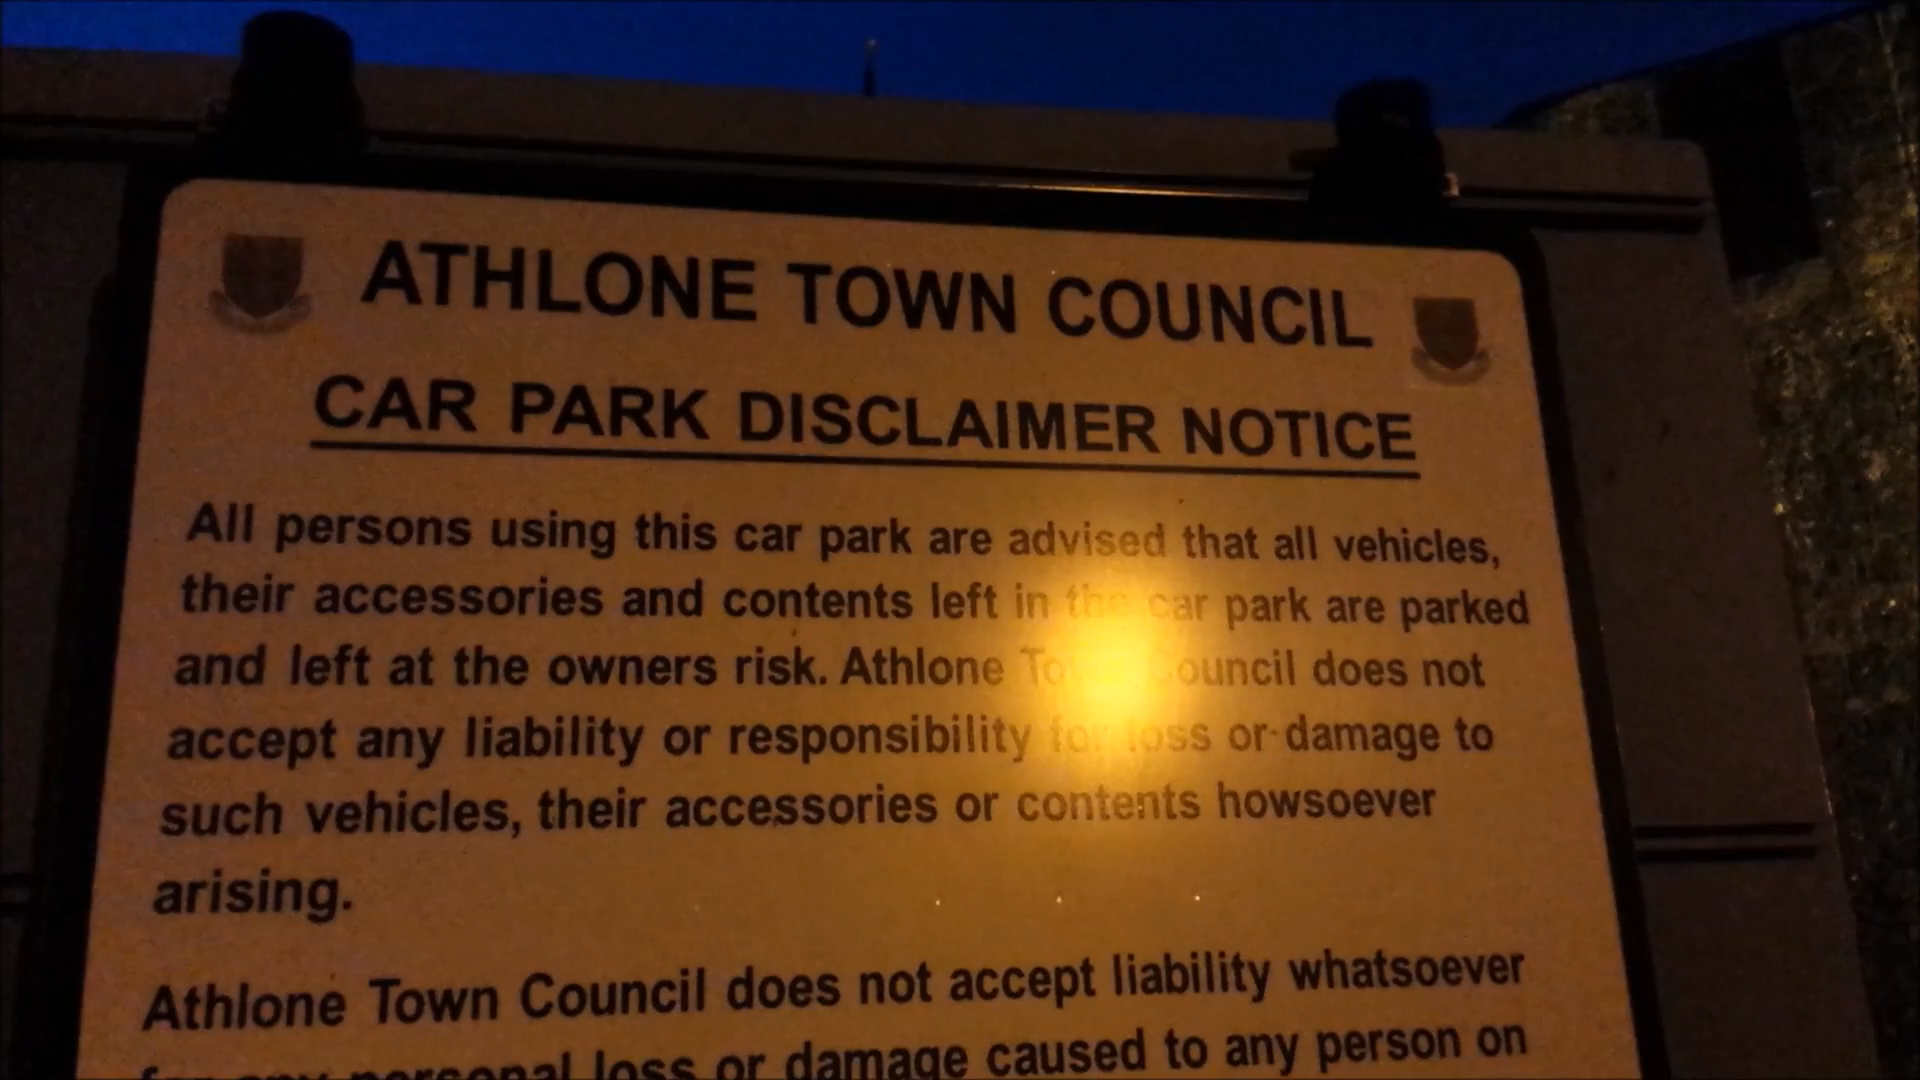 ATHLONE TOWN COUNCIL
CAR PARK DISCLAIMER NOTICE
All persons using this car park are advised that all vehicles,
their accessories and contents left in the car park are parked
and left at the owners risk. Athlone Town Council does not
accept any liability or responsibility for loss or damage to
such vehicles, their accessories or contents howsoever
arising.
Athlone Town Council does not accept liability whatsoever
for any personal loss or damage caused to any person on